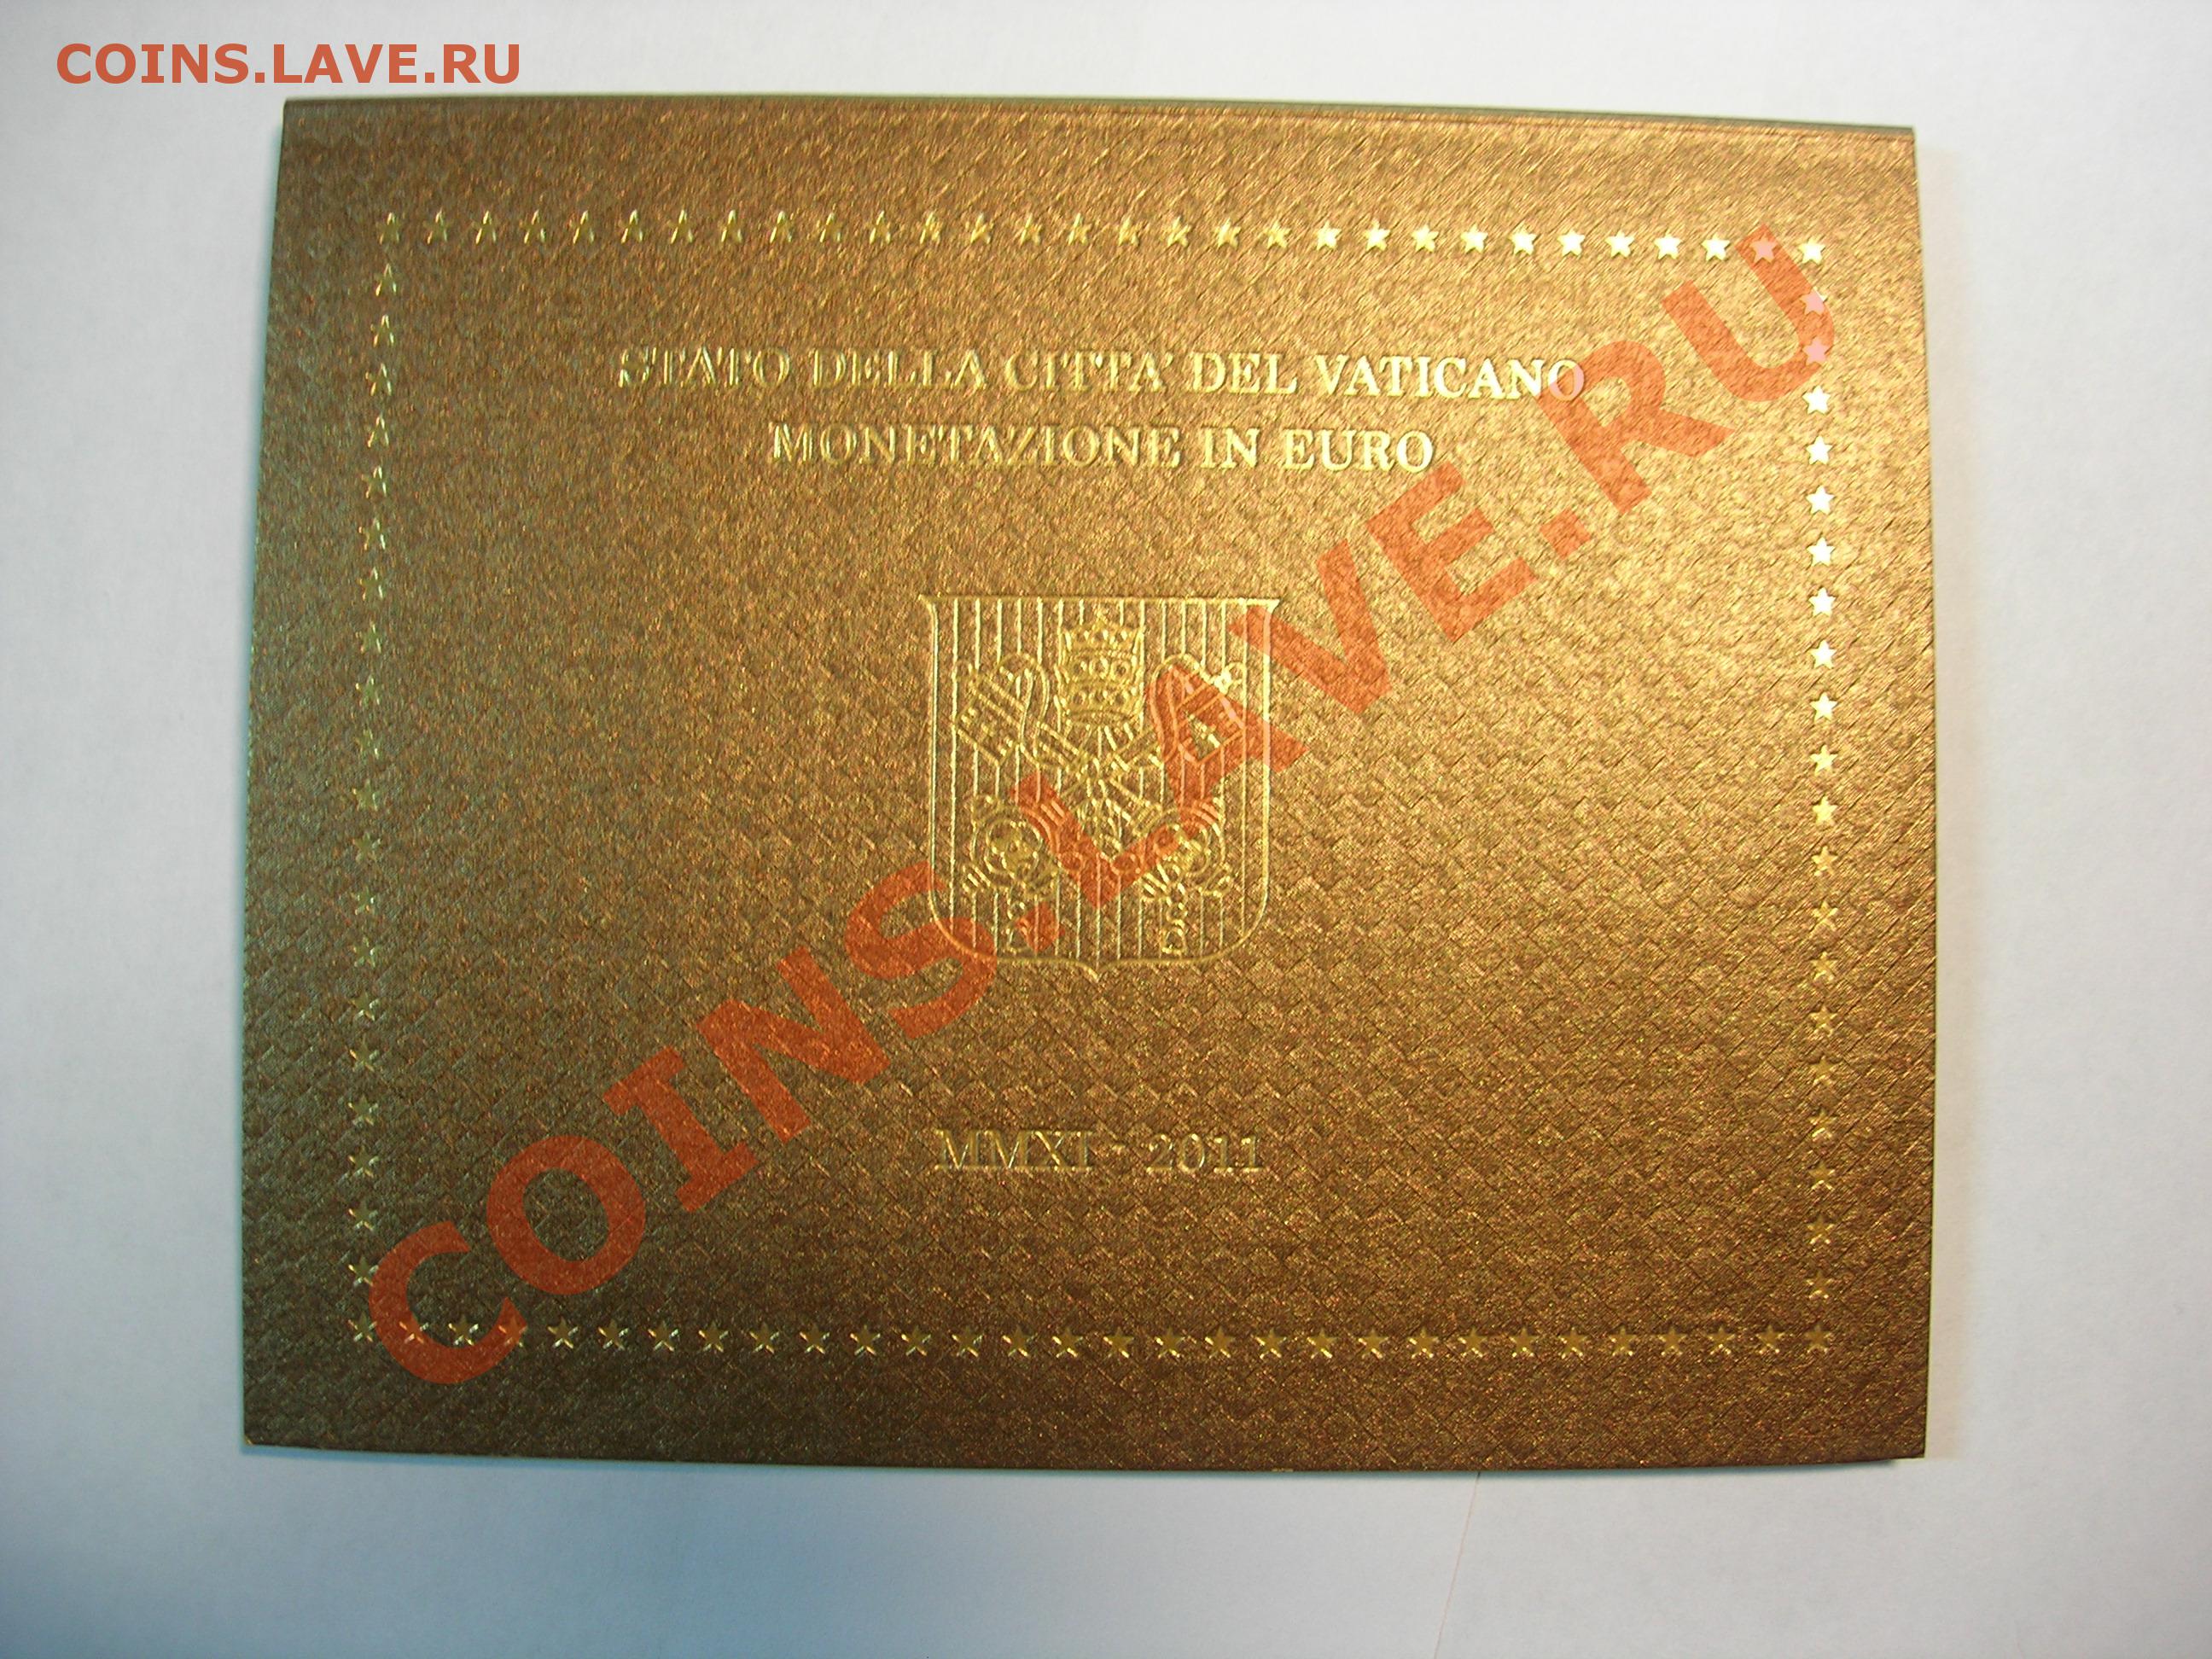 COINS.LAVE.RU
STATO DELLA CITTA' DEL VATICANO
MONETAZIONE IN EURO
COINS.LAVE.RU
MMXI - 2011